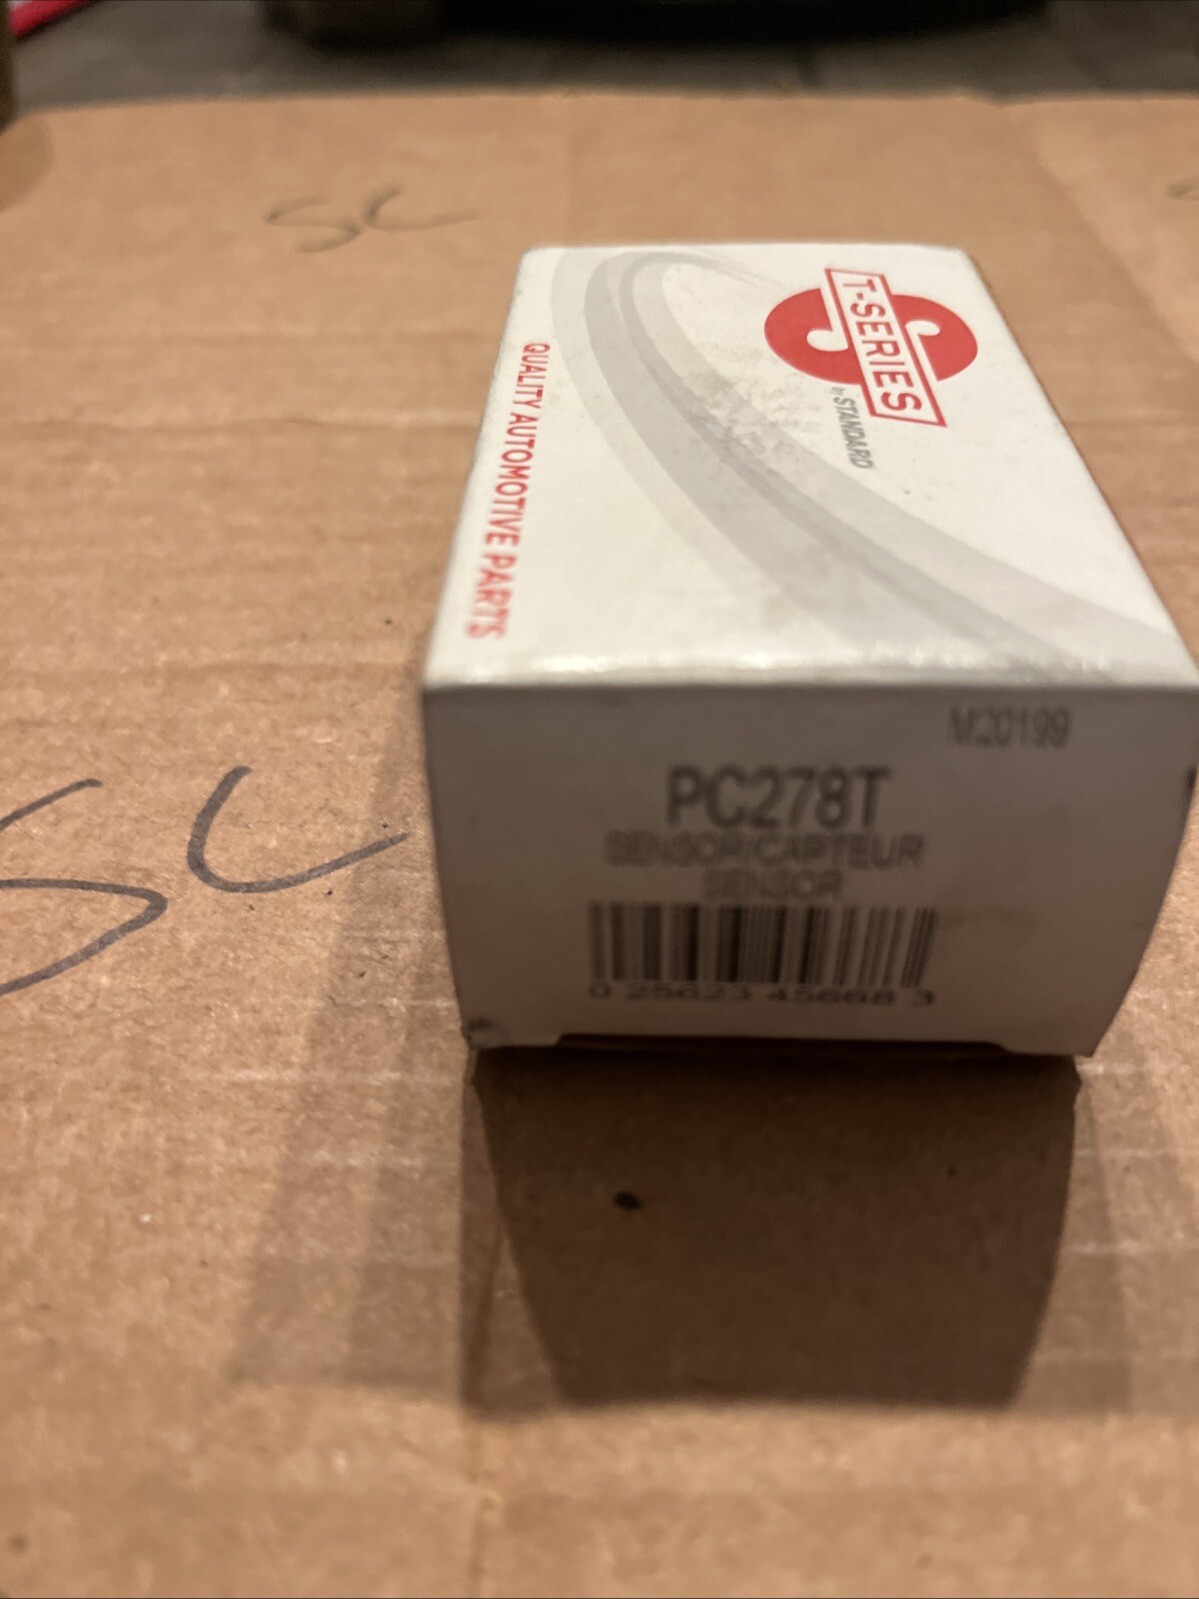 SC
T-SERIES
by STANDARD
QUALITY AUTOMOTIVE PARTS
M20199
PC278T
SENSOR/CAPTEUR
SENSOR
0 25623 45668 3
SC